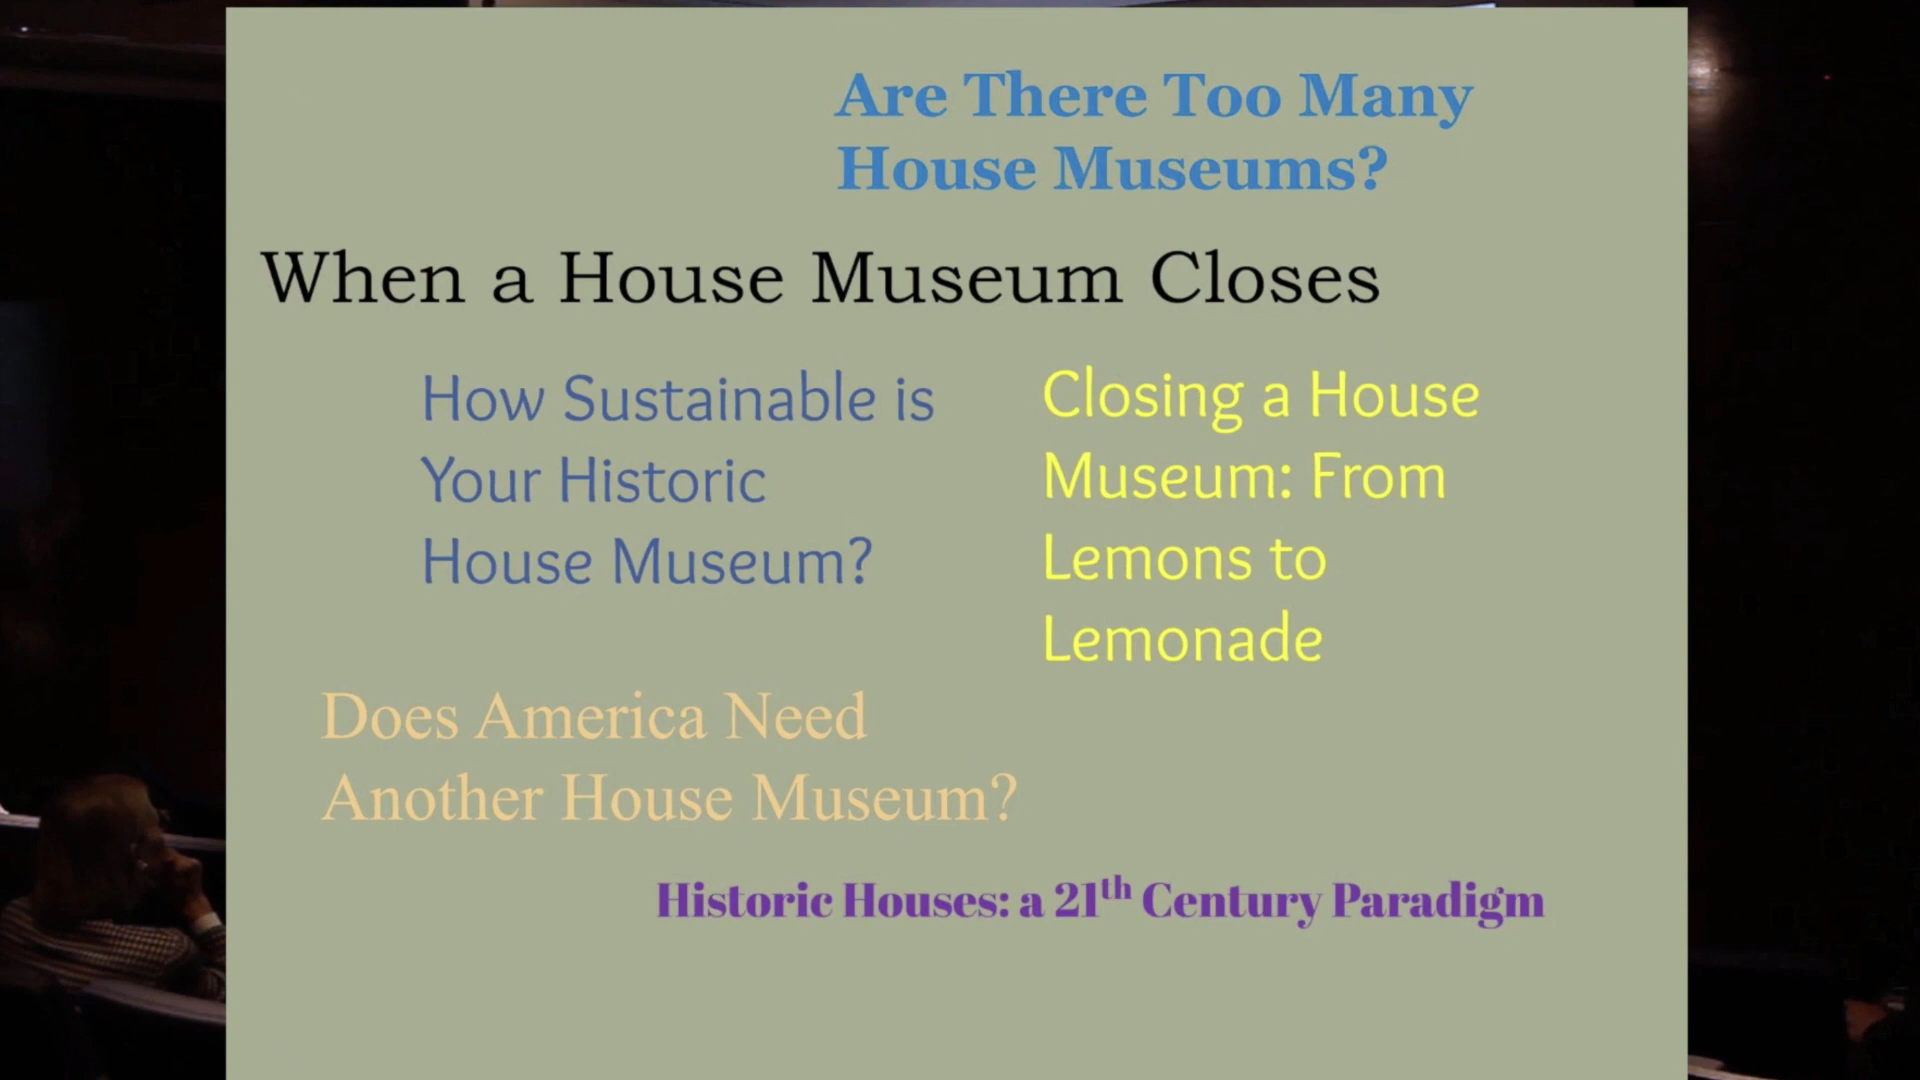 Are There Too Many
House Museums?
When a House Museum Closes
How Sustainable is
Your Historic
House Museum?
Closing a House
Museum: From
Lemons to
Lemonade
Does America Need
Another House Museum?
Historic Houses: a 21th Century Paradigm